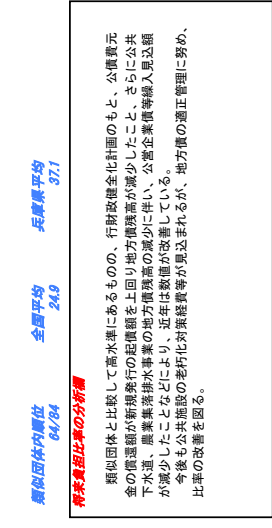 類似団体内順位 全国平均 兵庫県平均
64/84 24.9 37.1
将来負担比率の分析欄
類似団体と比較して高水準にあるものの、行財政健全化計画のもと、公債費元
金の償還額が新規発行の起債額を上回り地方債残高が減少したこと、さらに公共
下水道、農業集落排水事業の地方債残高の減少に伴い、公営企業債等繰入見込額
が減少したことなどにより、近年は数値が改善している。
今後も公共施設の老朽化対策経費等が見込まれるが、地方債の適正管理に努め、
比率の改善を図る。